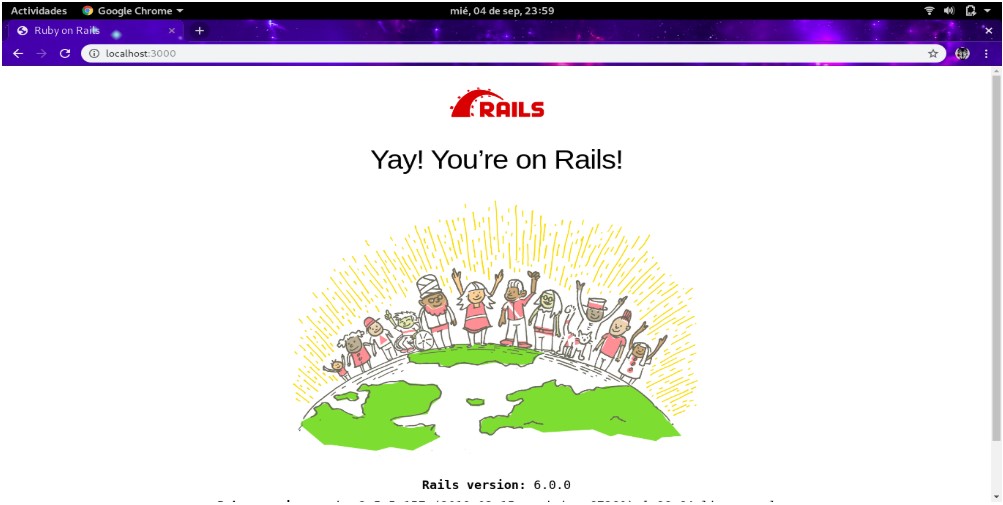 Actividades Google Chrome mié, 04 de sep, 23:59
Ruby on Rails
localhost:3000
RAILS
Yay! You're on Rails!
Rails version: 6.0.0